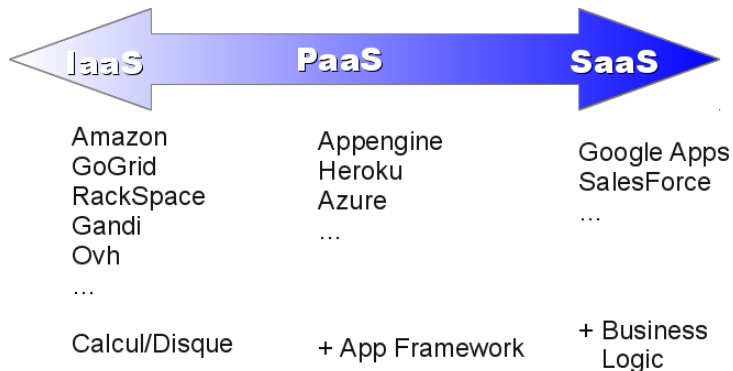 IaaS
PaaS
SaaS
Amazon
GoGrid
RackSpace
Gandi
Ovh
...
Calcul/Disque
Appengine
Heroku
Azure
...
+ App Framework
Google Apps
SalesForce
...
+ Business
Logic